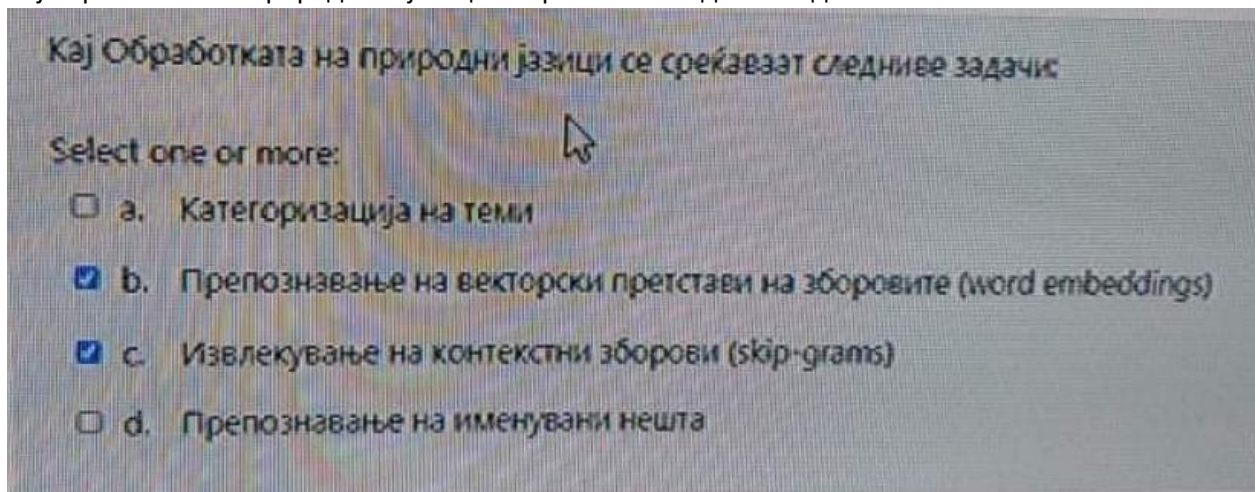 Кај Обработката на природни јазици се среќаваат следниве задачи:
Select one or more:
a. Категоризација на теми
b. Препознавање на векторски претстави на зборовите (word embeddings)
c. Извлекување на контекстни зборови (skip-grams)
d. Препознавање на именувани нешта